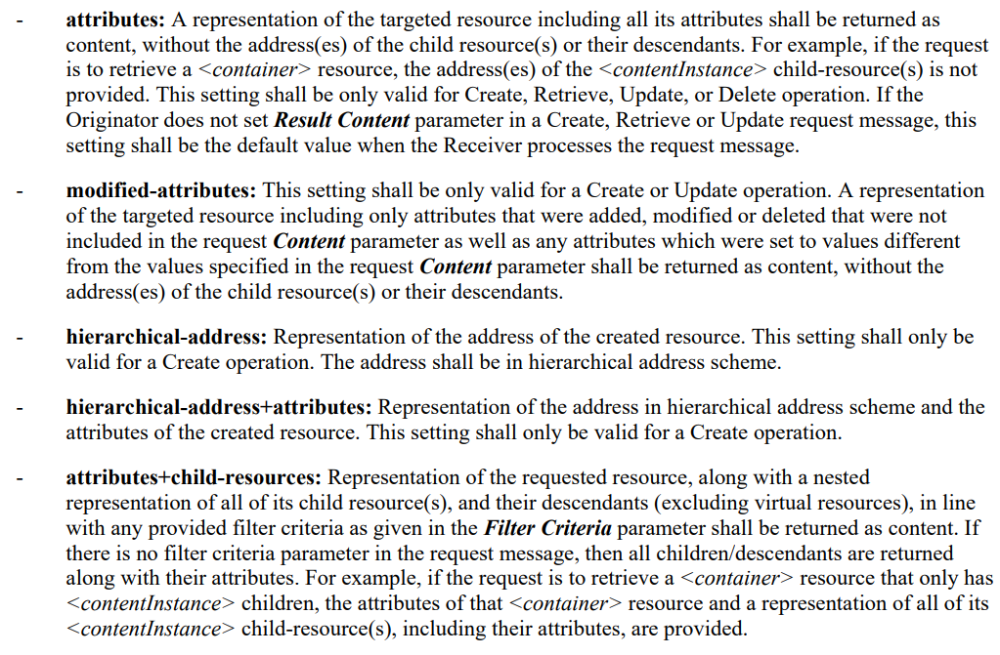 - attributes: A representation of the targeted resource including all its attributes shall be returned as
content, without the address(es) of the child resource(s) or their descendants. For example, if the request
is to retrieve a <container> resource, the address(es) of the <contentInstance> child-resource(s) is not
provided. This setting shall be only valid for Create, Retrieve, Update, or Delete operation. If the
Originator does not set Result Content parameter in a Create, Retrieve or Update request message, this
setting shall be the default value when the Receiver processes the request message.
- modified-attributes: This setting shall be only valid for a Create or Update operation. A representation
of the targeted resource including only attributes that were added, modified or deleted that were not
included in the request Content parameter as well as any attributes which were set to values different
from the values specified in the request Content parameter shall be returned as content, without the
address(es) of the child resource(s) or their descendants.
- hierarchical-address: Representation of the address of the created resource. This setting shall only be
valid for a Create operation. The address shall be in hierarchical address scheme.
- hierarchical-address+attributes: Representation of the address in hierarchical address scheme and the
attributes of the created resource. This setting shall only be valid for a Create operation.
- attributes+child-resources: Representation of the requested resource, along with a nested
representation of all of its child resource(s), and their descendants (excluding virtual resources), in line
with any provided filter criteria as given in the Filter Criteria parameter shall be returned as content. If
there is no filter criteria parameter in the request message, then all children/descendants are returned
along with their attributes. For example, if the request is to retrieve a <container> resource that only has
<contentInstance> children, the attributes of that <container> resource and a representation of all of its
<contentInstance> child-resource(s), including their attributes, are provided.